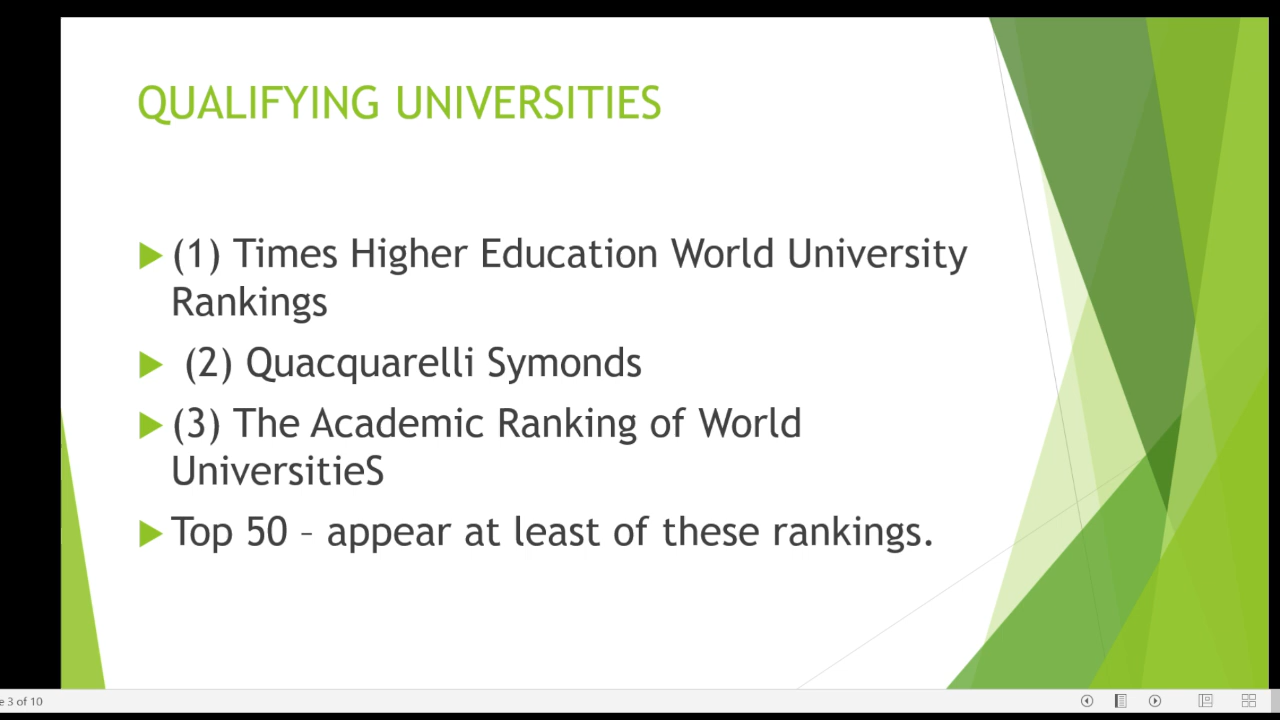 QUALIFYING UNIVERSITIES
(1) Times Higher Education World University
Rankings
(2) Quacquarelli Symonds
(3) The Academic Ranking of World
UniversitieS
Top 50 – appear at least of these rankings.
3 of 10